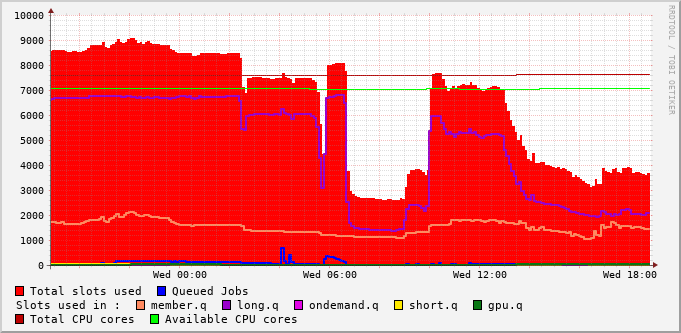 10000
9000
8000
7000
6000
5000
4000
3000
2000
1000
0
Wed 00:00 Wed 06:00 Wed 12:00 Wed 18:00
RRDTOOL / TOBI OETIKER
Total slots used Queued Jobs
Slots used in : member.q long.q ondemand.q short.q gpu.q
Total CPU cores Available CPU cores